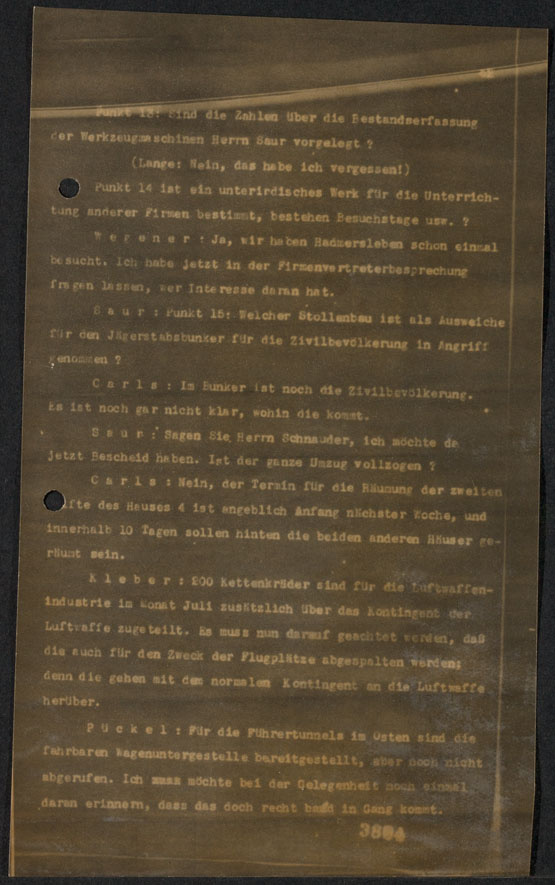 Punkt 13: Sind die Zahlen über die Bestandserfassung
der Werkzeugmaschinen Herrn Saur vorgelegt ?
(Lange: Nein, das habe ich vergessen!)
Punkt 14 ist ein unterirdisches Werk für die Unterrich-
tung anderer Firmen bestimmt, bestehen Besuchstage usw. ?
W e g e n e r : Ja, wir haben Hadmersleben schon einmal
besucht. Ich habe jetzt in der Firmenvertreterbesprechung
fragen lassen, wer Interesse daran hat.
S a u r : Punkt 15: Welcher Stollenbau ist als Ausweiche
für den Jägerstabsbunker für die Zivilbevölkerung in Angriff
genommen ?
C a r l s : Im Bunker ist noch die Zivilbevölkerung.
Es ist noch gar nicht klar, wohin die kommt.
S a u r : Sagen Sie Herrn Schnauder, ich möchte da
jetzt Bescheid haben. Ist der ganze Umzug vollzogen ?
C a r l s : Nein, der Termin für die Räumung der zweiten
fte des Hauses 4 ist angeblich Anfang nächster Woche, und
innerhalb 10 Tagen sollen hinten die beiden anderen Häuser ge-
räumt sein.
K l e b e r : 200 Kettenkräder sind für die Luftwaffen-
industrie im Monat Juli zusätzlich über das Kontingent der
Luftwaffe zugeteilt. Es muss nun darauf geachtet werden, daß
die auch für den Zweck der Flugplätze abgespalten werden;
denn die gehen mit dem normalen Kontingent an die Luftwaffe
herüber.
P ü c k e l : Für die Führertunnels im Osten sind die
fahrbaren Wagenuntergestelle bereitgestellt, aber noch nicht
abgerufen. Ich möchte bei der Gelegenheit noch einmal
daran erinnern, dass das doch recht bald in Gang kommt.
3804